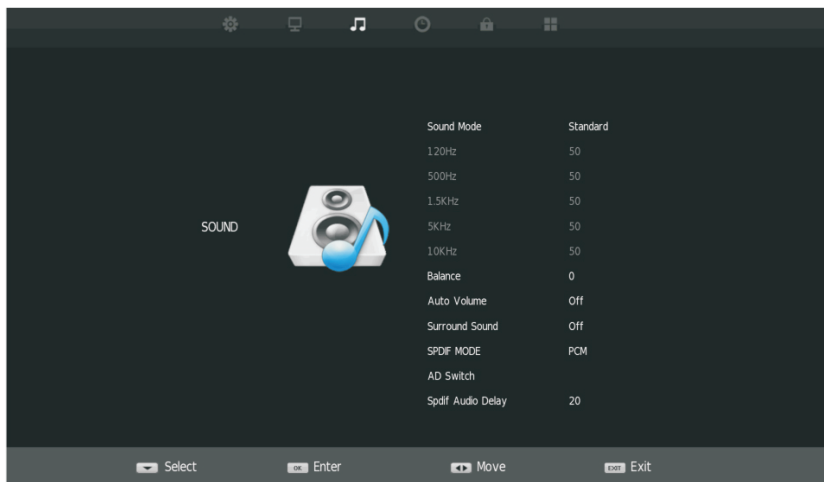 SOUND
Sound Mode Standard
120Hz 50
500Hz 50
1.5KHz 50
5KHz 50
10KHz 50
Balance 0
Auto Volume Off
Surround Sound Off
SPDIF MODE PCM
AD Switch
Spdif Audio Delay 20
Select OK Enter Move EXIT Exit